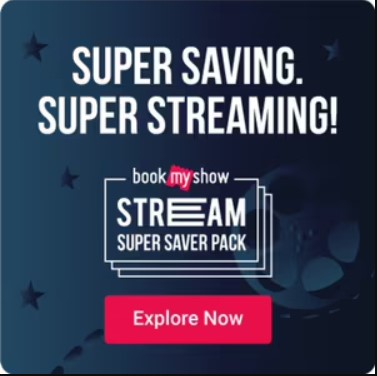 SUPER SAVING.
SUPER STREAMING!
book my show
STREAM
SUPER SAVER PACK
Explore Now